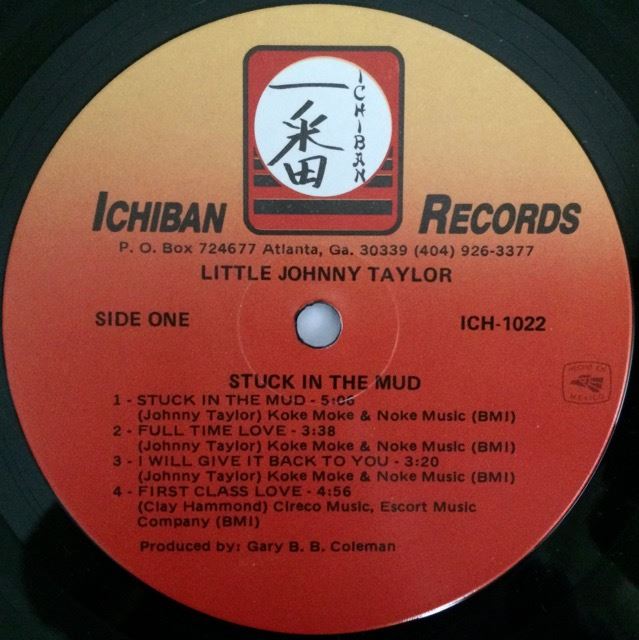 一番
ICHIBAN
ICHIBAN RECORDS
P. O. Box 724677 Atlanta, Ga. 30339 (404) 926-3377
LITTLE JOHNNY TAYLOR
SIDE ONE
ICH-1022
STUCK IN THE MUD
HECHO EN
MEXICO
1 - STUCK IN THE MUD - 5:06
(Johnny Taylor) Koke Moke & Noke Music (BMI)
2 - FULL TIME LOVE - 3:38
(Johnny Taylor) Koke Moke & Noke Music (BMI)
3 - I WILL GIVE IT BACK TO YOU - 3:20
(Johnny Taylor) Koke Moke & Noke Music (BMI)
4 - FIRST CLASS LOVE - 4:56
(Clay Hammond) Cireco Music, Escort Music
Company (BMI)
Produced by: Gary B. B. Coleman